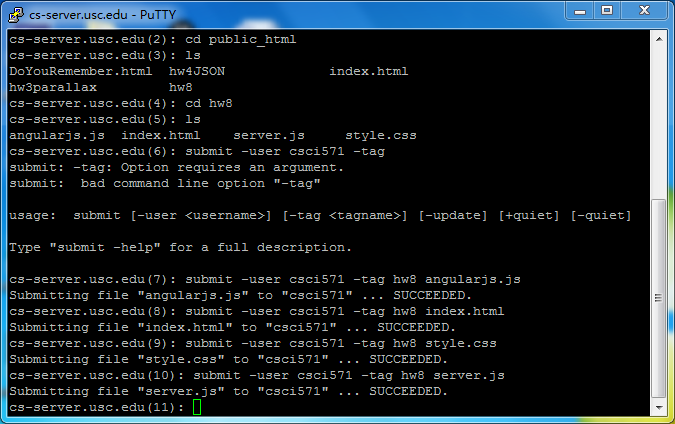 cs-server.usc.edu - PuTTY
cs-server.usc.edu(2): cd public_html
cs-server.usc.edu(3): ls
DoYouRemember.html  hw4JSON             index.html
hw3parallax         hw8
cs-server.usc.edu(4): cd hw8
cs-server.usc.edu(5): ls
angularjs.js  index.html    server.js     style.css
cs-server.usc.edu(6): submit -user csci571 -tag
submit: -tag: Option requires an argument.
submit:  bad command line option "-tag"
usage:  submit [-user <username>] [-tag <tagname>] [-update] [+quiet] [-quiet]
Type "submit -help" for a full description.
cs-server.usc.edu(7): submit -user csci571 -tag hw8 angularjs.js
Submitting file "angularjs.js" to "csci571" ... SUCCEEDED.
cs-server.usc.edu(8): submit -user csci571 -tag hw8 index.html
Submitting file "index.html" to "csci571" ... SUCCEEDED.
cs-server.usc.edu(9): submit -user csci571 -tag hw8 style.css
Submitting file "style.css" to "csci571" ... SUCCEEDED.
cs-server.usc.edu(10): submit -user csci571 -tag hw8 server.js
Submitting file "server.js" to "csci571" ... SUCCEEDED.
cs-server.usc.edu(11):